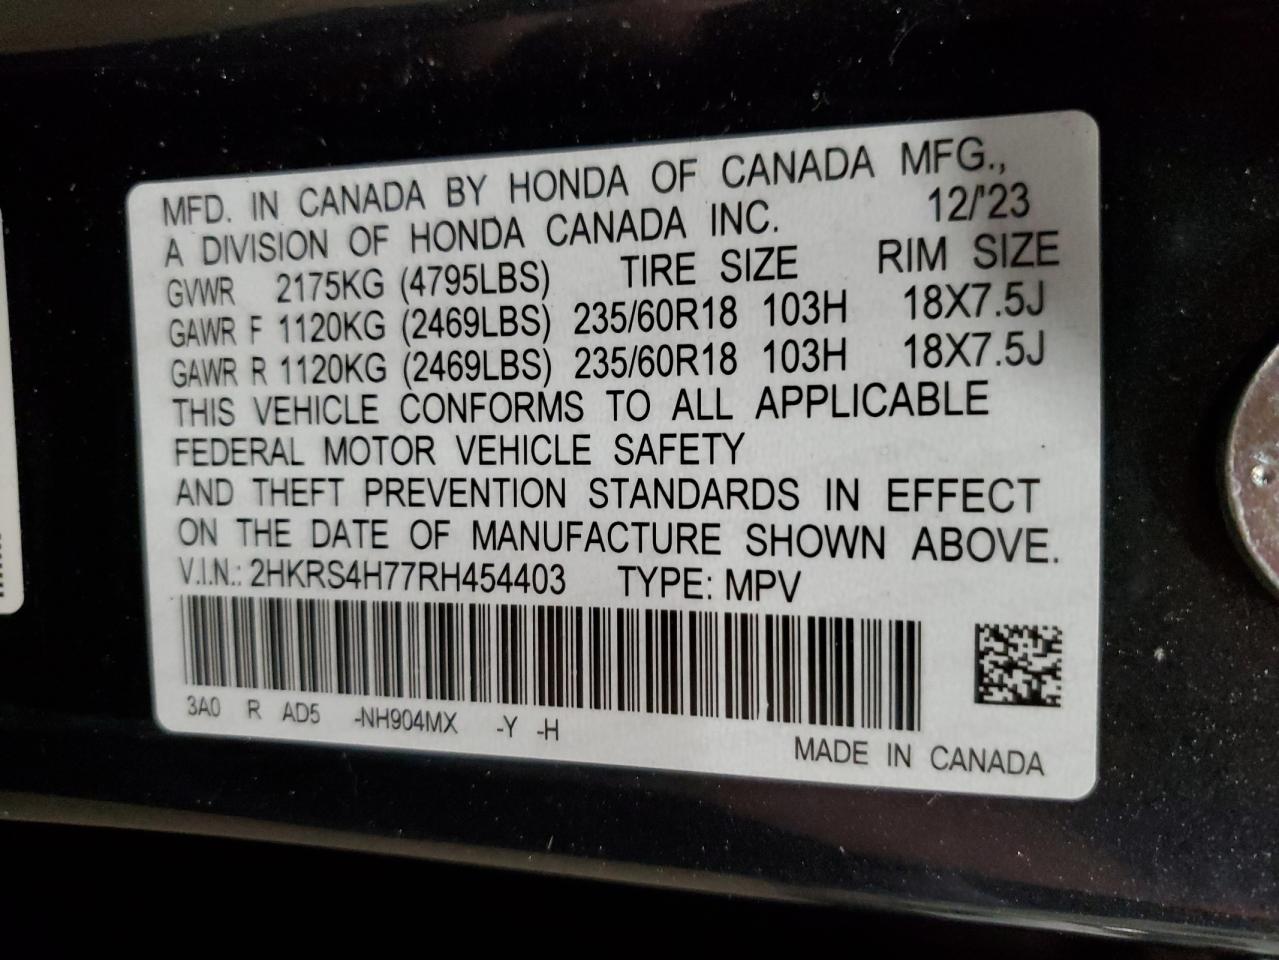 MFD. IN CANADA BY HONDA OF CANADA MFG.,
A DIVISION OF HONDA CANADA INC. 12/'23
GVWR 2175KG (4795LBS) TIRE SIZE RIM SIZE
GAWR F 1120KG (2469LBS) 235/60R18 103H 18X7.5J
GAWR R 1120KG (2469LBS) 235/60R18 103H 18X7.5J
THIS VEHICLE CONFORMS TO ALL APPLICABLE
FEDERAL MOTOR VEHICLE SAFETY
AND THEFT PREVENTION STANDARDS IN EFFECT
ON THE DATE OF MANUFACTURE SHOWN ABOVE.
V.I.N.: 2HKRS4H77RH454403 TYPE: MPV
3A0 R AD5 -NH904MX -Y -H
MADE IN CANADA